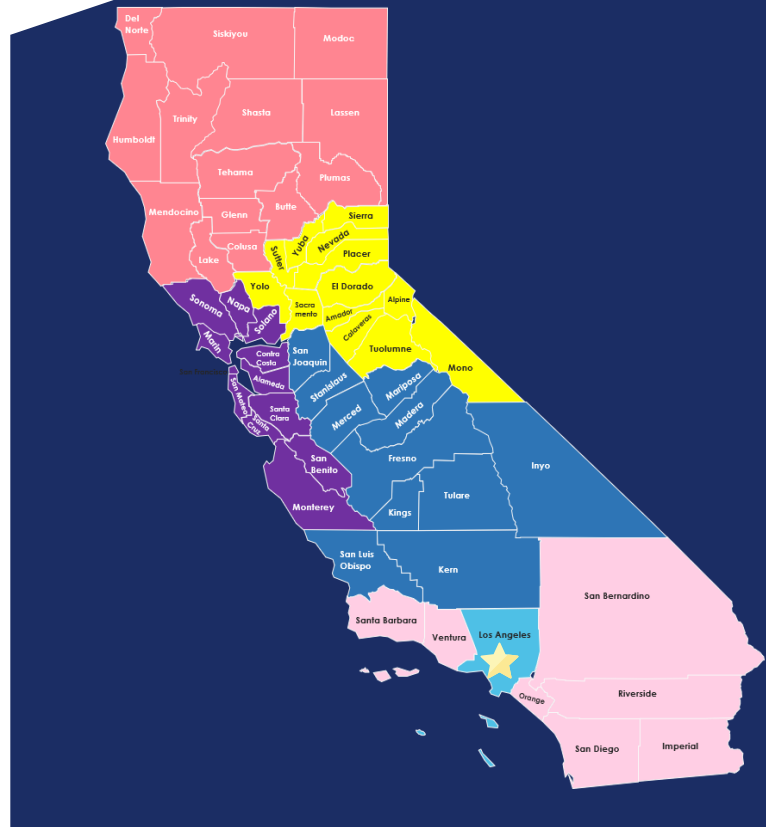 Del
Norte
Siskiyou
Modoc
Humboldt
Trinity
Shasta
Lassen
Tehama
Plumas
Mendocino
Glenn
Butte
Lake
Colusa
Sierra
Yuba
Nevada
Sutter
Placer
Yolo
El Dorado
Sacra
mento
Amador
Alpine
Calaveras
Tuolumne
Mono
Sonoma
Napa
Solano
Marin
Contra
Costa
Alameda
San Mateo
Santa
Clara
Santa
Cruz
San
Joaquin
Stanislaus
Mariposa
Merced
Madera
San
Benito
Monterey
Fresno
Inyo
Kings
Tulare
San Luis
Obispo
Kern
San Bernardino
Santa Barbara
Ventura
Los Angeles
Orange
Riverside
San Diego
Imperial